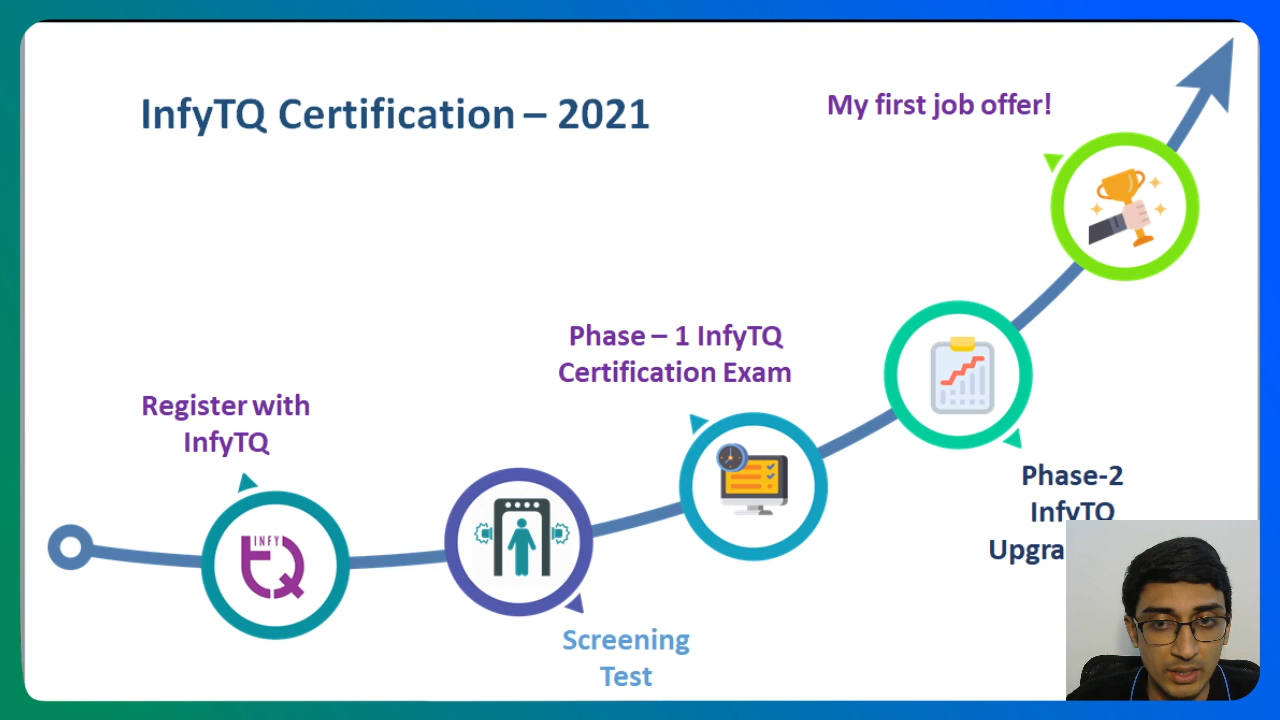 InfyTQ Certification – 2021
My first job offer!
Phase – 1 InfyTQ
Certification Exam
Register with
InfyTQ
INFY
TQ
Phase-2
InfyTQ
Screening
Test